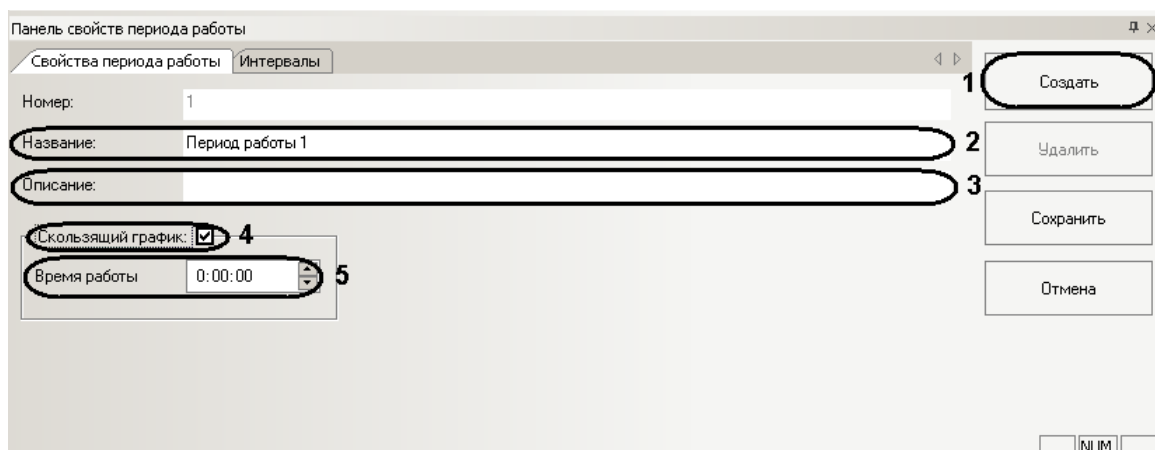 Панель свойств периода работы
Свойства периода работы Интервалы
1 Создать
Номер: 1
Название: Период работы 1 2
Удалить
Описание: 3
Сохранить
Скользящий график: 4
Время работы 0:00:00 5
Отмена
NUM